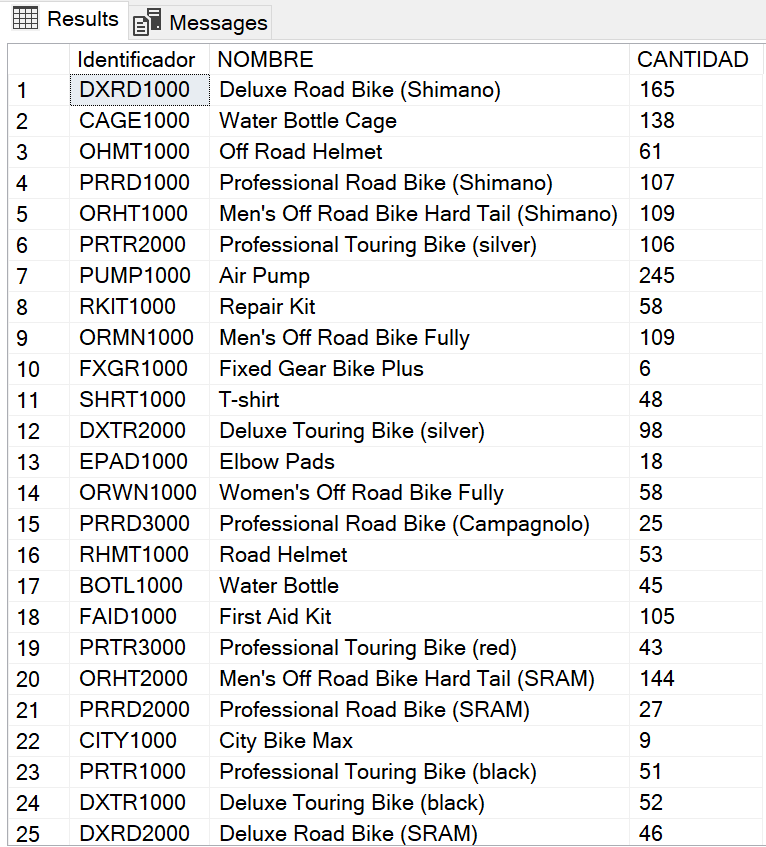 Results Messages
Identificador NOMBRE CANTIDAD
1 DXRD1000 Deluxe Road Bike (Shimano) 165
2 CAGE1000 Water Bottle Cage 138
3 OHMT1000 Off Road Helmet 61
4 PRRD1000 Professional Road Bike (Shimano) 107
5 ORHT1000 Men's Off Road Bike Hard Tail (Shimano) 109
6 PRTR2000 Professional Touring Bike (silver) 106
7 PUMP1000 Air Pump 245
8 RKIT1000 Repair Kit 58
9 ORMN1000 Men's Off Road Bike Fully 109
10 FXGR1000 Fixed Gear Bike Plus 6
11 SHRT1000 T-shirt 48
12 DXTR2000 Deluxe Touring Bike (silver) 98
13 EPAD1000 Elbow Pads 18
14 ORWN1000 Women's Off Road Bike Fully 58
15 PRRD3000 Professional Road Bike (Campagnolo) 25
16 RHMT1000 Road Helmet 53
17 BOTL1000 Water Bottle 45
18 FAID1000 First Aid Kit 105
19 PRTR3000 Professional Touring Bike (red) 43
20 ORHT2000 Men's Off Road Bike Hard Tail (SRAM) 144
21 PRRD2000 Professional Road Bike (SRAM) 27
22 CITY1000 City Bike Max 9
23 PRTR1000 Professional Touring Bike (black) 51
24 DXTR1000 Deluxe Touring Bike (black) 52
25 DXRD2000 Deluxe Road Bike (SRAM) 46